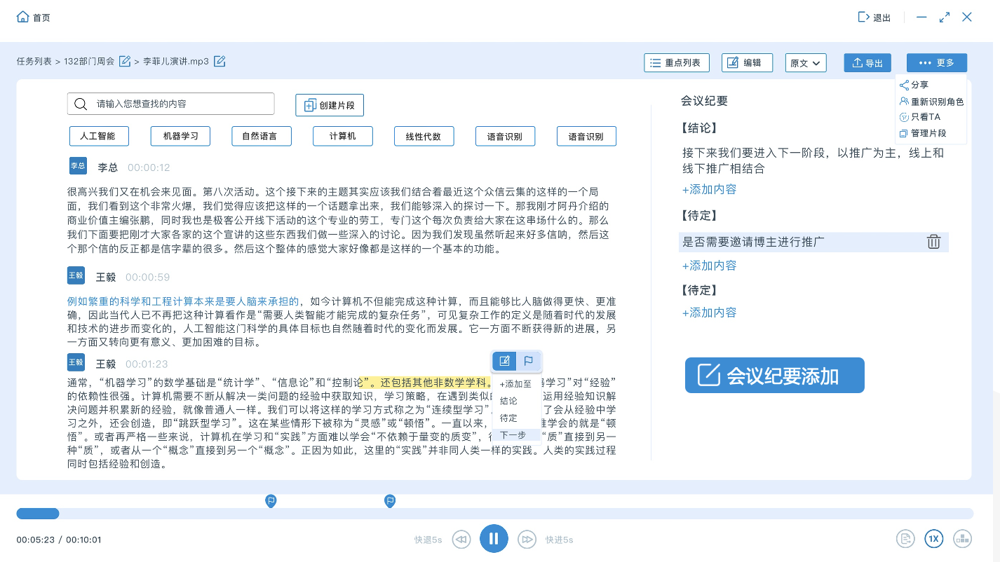 首页
退出
任务列表 > 132部门周会 > 李菲儿演讲.mp3
重点列表
编辑
原文
导出
更多
分享
重新识别角色
只看TA
管理片段
请输入您想查找的内容
创建片段
人工智能
机器学习
自然语言
计算机
线性代数
语音识别
语音识别
李总 李总 00:00:12
很高兴我们又在机会来见面。第八次活动。这个接下来的主题其实应该我们结合着最近这个众信云集的这样的一个局
面，我们看到这个非常火爆，我们觉得应该把这样的一个话题拿出来，我们能够深入的探讨一下。那我刚才阿丹介绍的
商业价值主编张鹏，同时我也是极客公开线下活动的这个专业的劳工，专门这个每次负责给大家在这串场什么的。那么
我们下面要把刚才大家各家的这个宣讲的这些东西我们做一些深入的讨论。因为我们发现虽然听起来好多信呐，然后这
个那个信的反正都是信字辈的很多。然后这个整体的感觉大家好像都是这样的一个基本的功能。
王毅 王毅 00:00:59
例如繁重的科学和工程计算本来是要人脑来承担的，如今计算机不但能完成这种计算，而且能够比人脑做得更快、更准
确，因此当代人已不再把这种计算看作是“需要人类智能才能完成的复杂任务”，可见复杂工作的定义是随着时代的发展
和技术的进步而变化的，人工智能这门科学的具体目标也自然随着时代的变化而发展。它一方面不断获得新的进展，另
一方面又转向更有意义、更加困难的目标。
王毅 王毅 00:01:23
通常，“机器学习”的数学基础是“统计学”、“信息论”和“控制论”。还包括其他非数学学科。 器学习”对“经验”
的依赖性很强。计算机需要不断从解决一类问题的经验中获取知识，学习策略，在遇到类似的 运用经验知识解
决问题并积累新的经验，就像普通人一样。我们可以将这样的学习方式称之为“连续型学习” 了会从经验中学
习之外，还会创造，即“跳跃型学习”。这在某些情形下被称为“灵感”或“顿悟”。一直以来， 学会的就是“顿
悟”。或者再严格一些来说，计算机在学习和“实践”方面难以学会“不依赖于量变的质变”， “质”直接到另一
种“质”，或者从一个“概念”直接到另一个“概念”。正因为如此，这里的“实践”并非同人类一样的实践。人类的实践过程
同时包括经验和创造。
+添加至
结论
待定
下一步
会议纪要
【结论】
接下来我们要进入下一阶段，以推广为主，线上和
线下推广相结合
+添加内容
【待定】
是否需要邀请博主进行推广
+添加内容
【待定】
+添加内容
会议纪要添加
00:05:23 / 00:10:01
快退5s
快进5s
1X